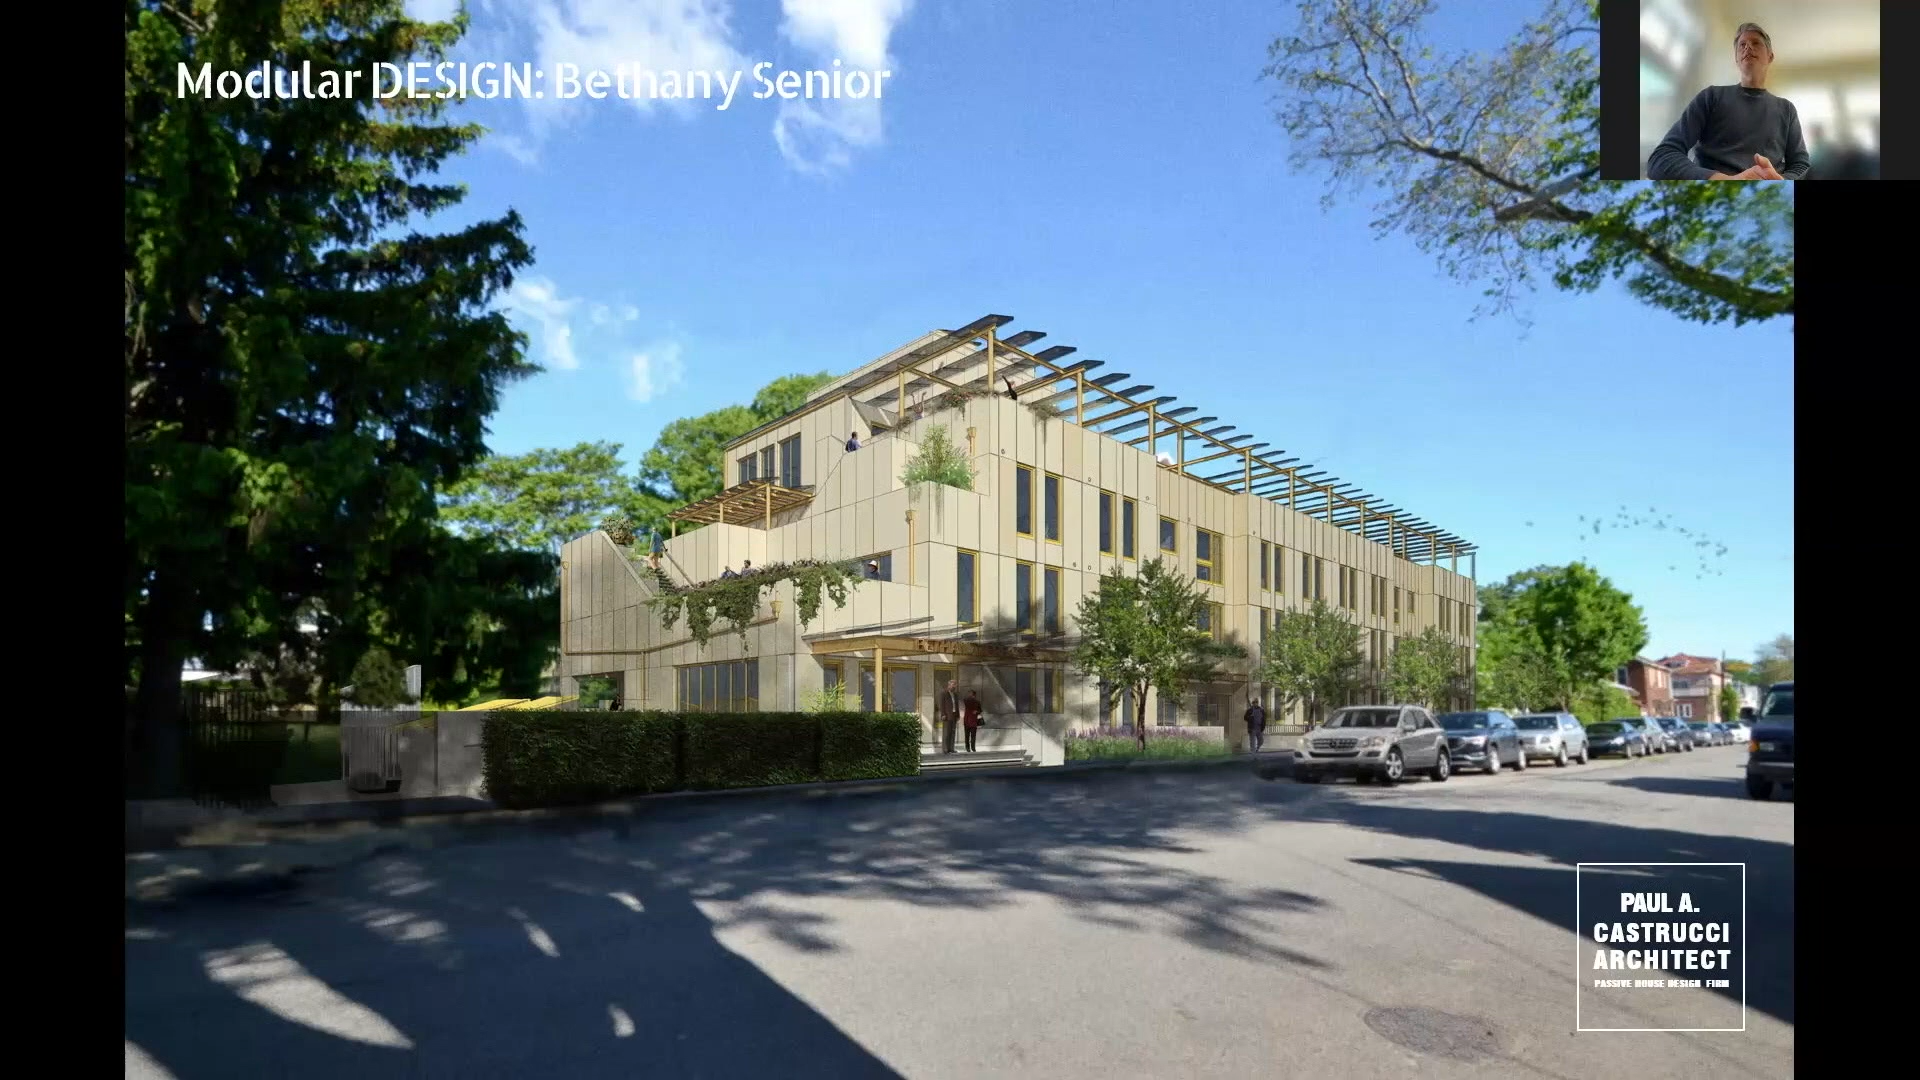 Modular DESIGN: Bethany Senior
PAUL A.
CASTRUCCI
ARCHITECT
PASSIVE HOUSE DESIGN FIRM